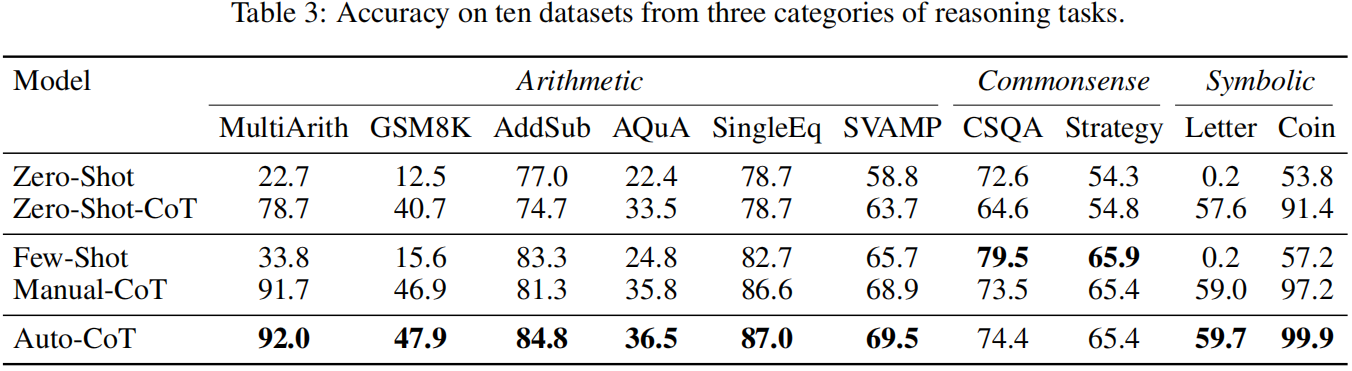 Table 3: Accuracy on ten datasets from three categories of reasoning tasks.
Model Arithmetic Commonsense Symbolic
MultiArith GSM8K AddSub AQuA SingleEq SVAMP CSQA Strategy Letter Coin
Zero-Shot 22.7 12.5 77.0 22.4 78.7 58.8 72.6 54.3 0.2 53.8
Zero-Shot-CoT 78.7 40.7 74.7 33.5 78.7 63.7 64.6 54.8 57.6 91.4
Few-Shot 33.8 15.6 83.3 24.8 82.7 65.7 79.5 65.9 0.2 57.2
Manual-CoT 91.7 46.9 81.3 35.8 86.6 68.9 73.5 65.4 59.0 97.2
Auto-CoT 92.0 47.9 84.8 36.5 87.0 69.5 74.4 65.4 59.7 99.9